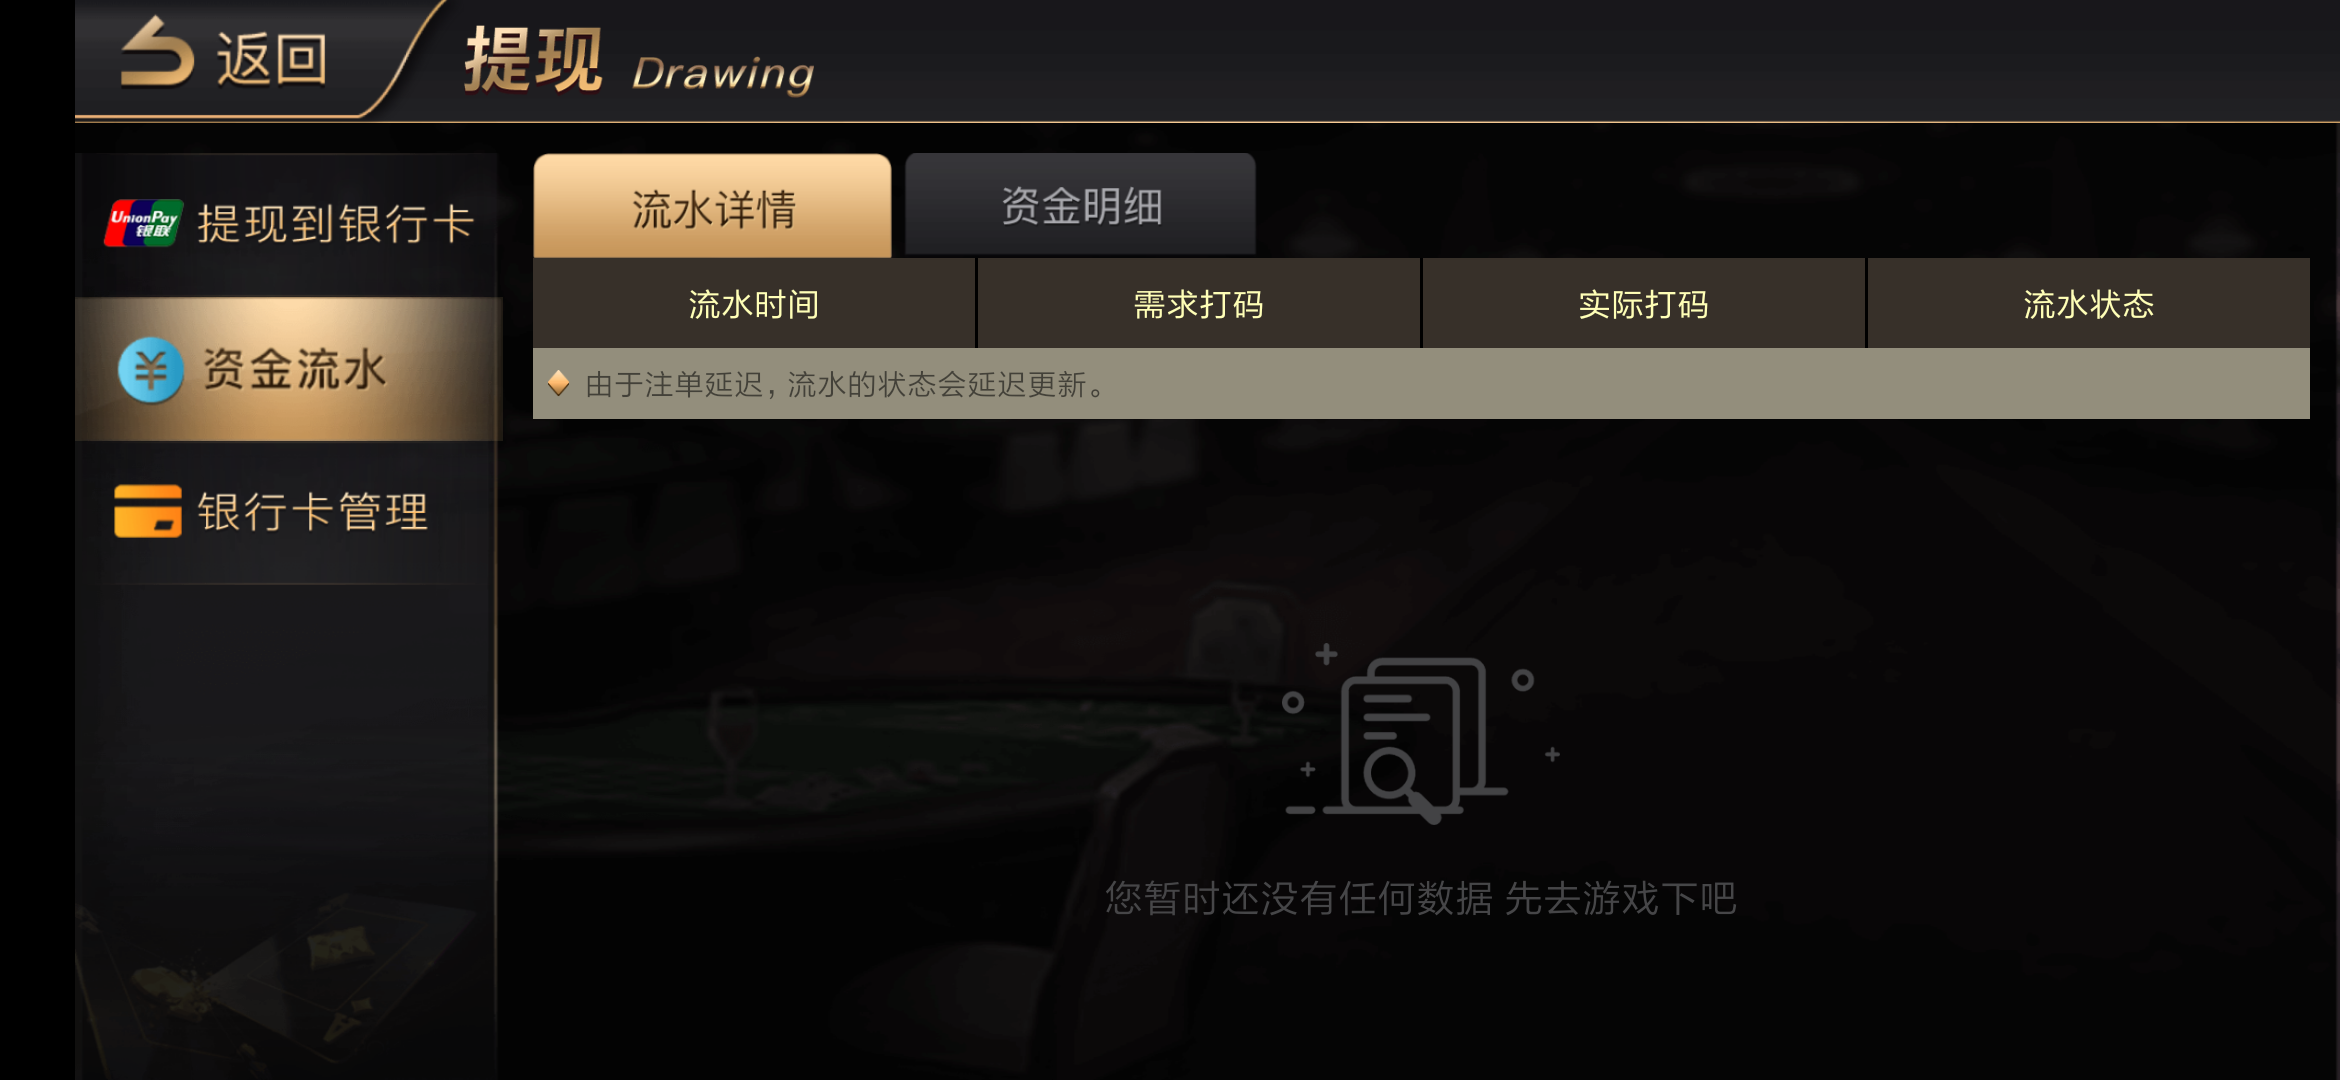 返回
提现 Drawing
UnionPay
银联
提现到银行卡
资金流水
银行卡管理
流水详情
资金明细
流水时间
需求打码
实际打码
流水状态
由于注单延迟，流水的状态会延迟更新。
您暂时还没有任何数据 先去游戏下吧